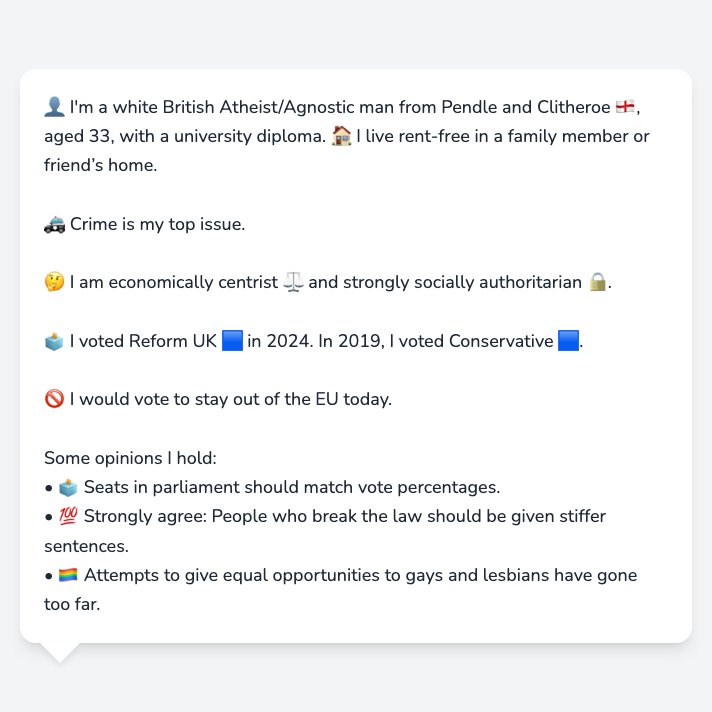 👤 I'm a white British Atheist/Agnostic man from Pendle and Clitheroe 🏴󠁧󠁢󠁥󠁮󠁧󠁿,
aged 33, with a university diploma. 🏠 I live rent-free in a family member or
friend’s home.
🚓 Crime is my top issue.
🤔 I am economically centrist ⚖️ and strongly socially authoritarian 🔒.
🗳️ I voted Reform UK 🟦 in 2024. In 2019, I voted Conservative 🟦.
🚫 I would vote to stay out of the EU today.
Some opinions I hold:
• 🗳️ Seats in parliament should match vote percentages.
• 💯 Strongly agree: People who break the law should be given stiffer
sentences.
• 🏳️‍🌈 Attempts to give equal opportunities to gays and lesbians have gone
too far.